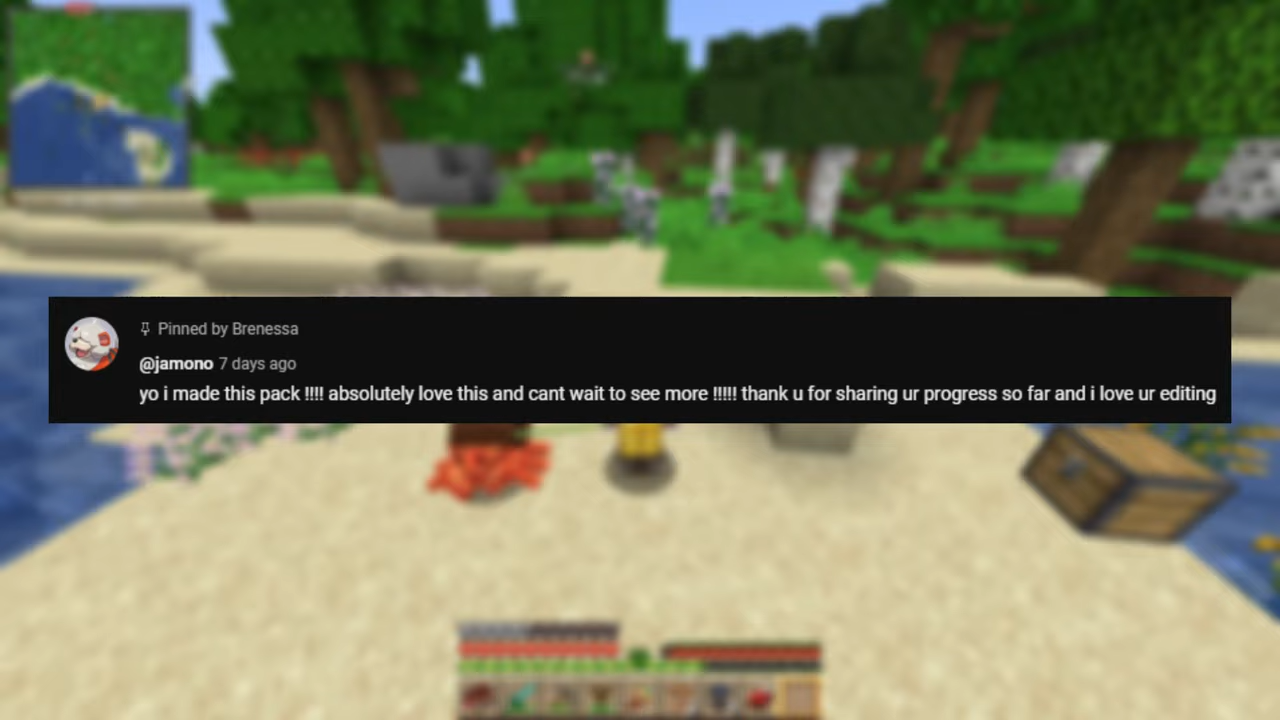 Pinned by Brenessa
@jamono 7 days ago
yo i made this pack !!!! absolutely love this and cant wait to see more !!!!! thank u for sharing ur progress so far and i love ur editing